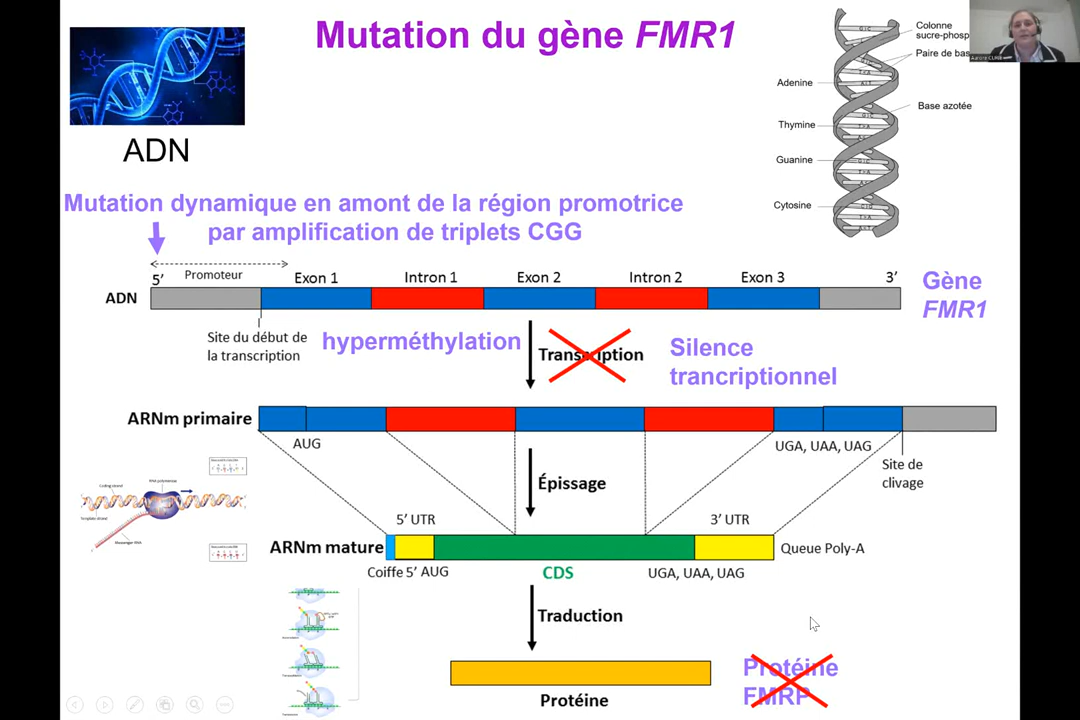 Mutation du gène FMR1
ADN
Colonne
sucre-phosp
Paire de bas
Adenine
Base azotée
Thymine
Guanine
Cytosine
Mutation dynamique en amont de la région promotrice
par amplification de triplets CGG
5’ Promoteur Exon 1 Intron 1 Exon 2 Intron 2 Exon 3 3’
ADN
Gène
FMR1
Site du début de
la transcription
hyperméthylation
Transcription
Silence
trancriptionnel
ARNm primaire
AUG
UGA, UAA, UAG
Site de
clivage
Épissage
5’ UTR
3’ UTR
ARNm mature
Queue Poly-A
Coiffe 5’ AUG
CDS
UGA, UAA, UAG
Traduction
Protéine
Protéine
FMRP